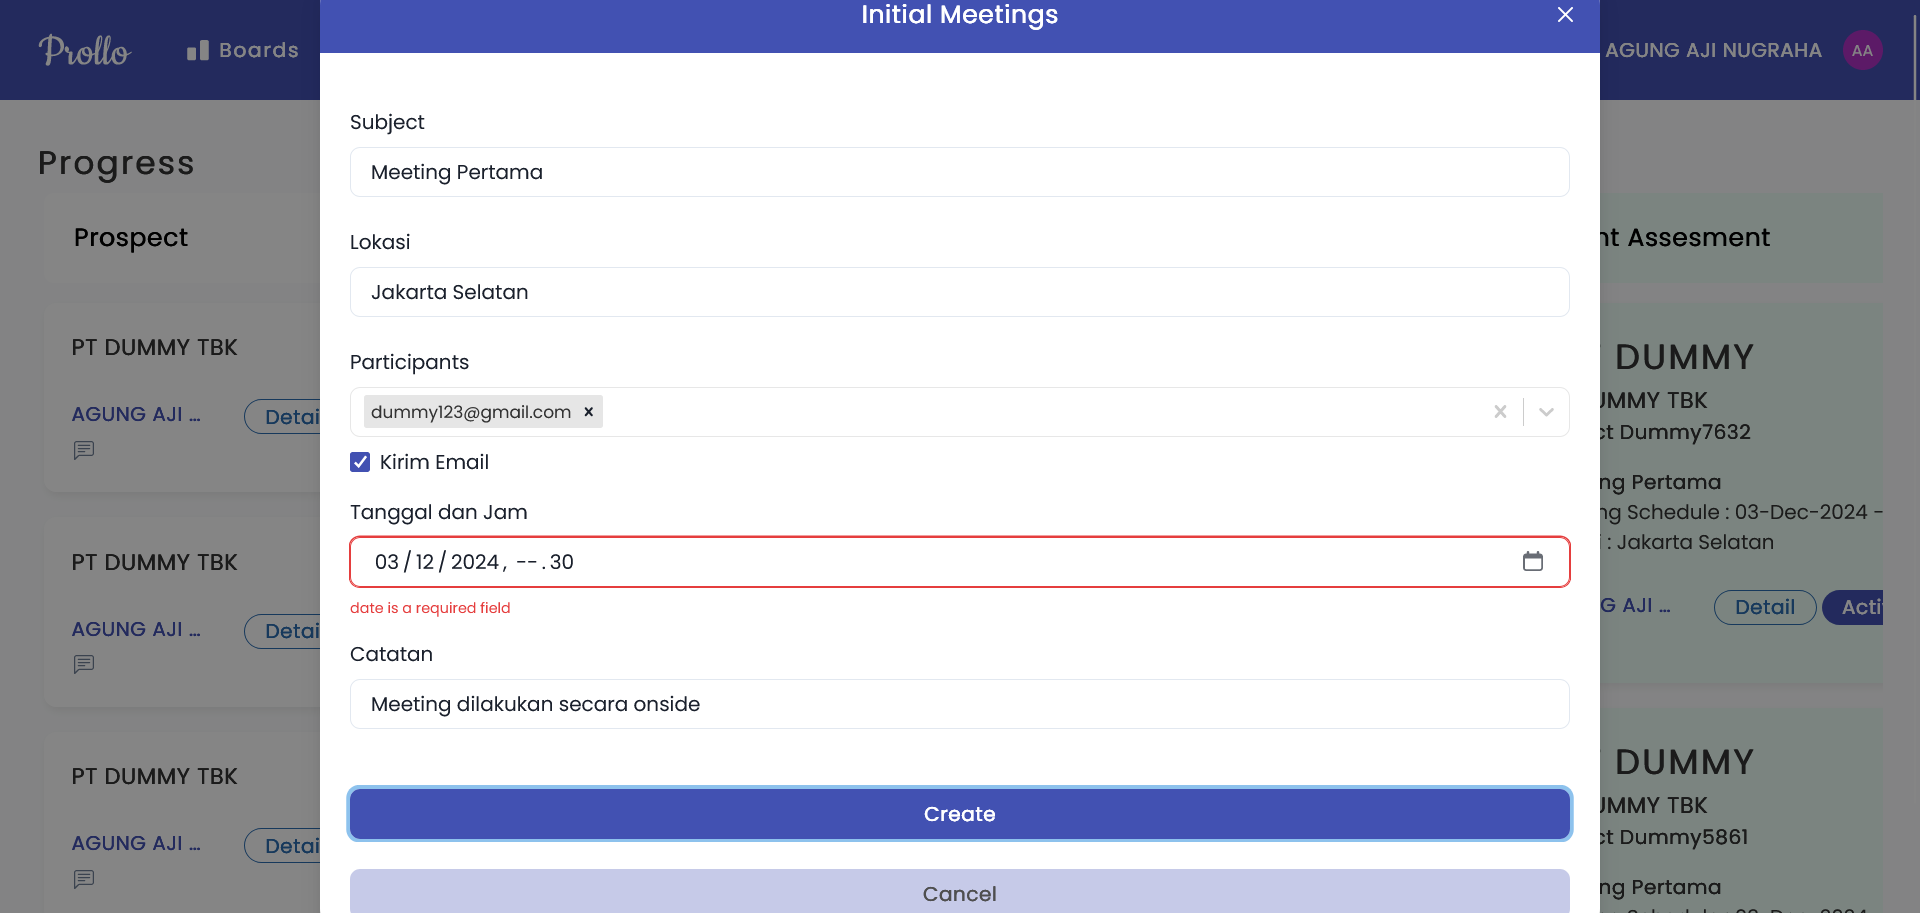 Initial Meetings
Prollo
Boards
AGUNG AJI NUGRAHA
AA
Progress
Prospect
PT DUMMY TBK
AGUNG AJI ...
Detai
PT DUMMY TBK
AGUNG AJI ...
Detai
PT DUMMY TBK
AGUNG AJI ...
Detai
Subject
Meeting Pertama
Lokasi
Jakarta Selatan
Participants
dummy123@gmail.com
Kirim Email
Tanggal dan Jam
03 / 12 / 2024 , -- . 30
date is a required field
Catatan
Meeting dilakukan secara onside
Create
Cancel
nt Assesment
DUMMY
UMMY TBK
ct Dummy7632
ng Pertama
ng Schedule : 03-Dec-2024 -
: Jakarta Selatan
G AJI ...
Detail
Acti
DUMMY
UMMY TBK
ct Dummy5861
ng Pertama